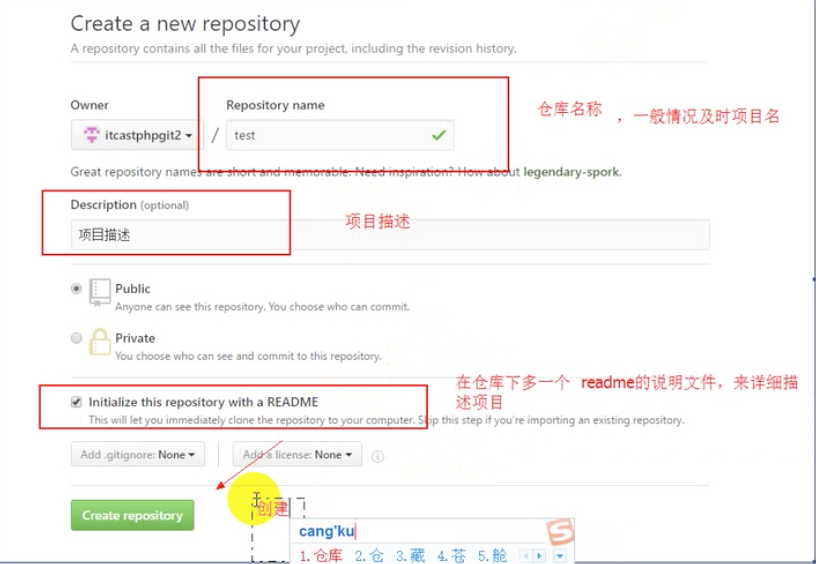 Create a new repository
A repository contains all the files for your project, including the revision history.
Owner
Repository name
仓库名称 ，一般情况及时项目名
itcastphpgit2 / test
Great repository names are short and memorable. Need inspiration? How about legendary-spork.
Description (optional)
项目描述
项目描述
Public
Anyone can see this repository. You choose who can commit.
Private
You choose who can see and commit to this repository.
在仓库下多一个 readme的说明文件，来详细描
述项目
Initialize this repository with a README
This will let you immediately clone the repository to your computer. Skip this step if you're importing an existing repository.
Add .gitignore: None
Add a license: None
创建
Create repository
cang'ku
1.仓库 2.仓 3.藏 4.苍 5.舱